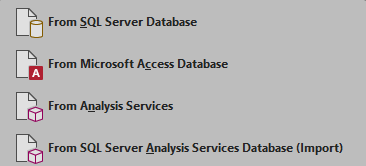 From SQL Server Database
From Microsoft Access Database
From Analysis Services
From SQL Server Analysis Services Database (Import)